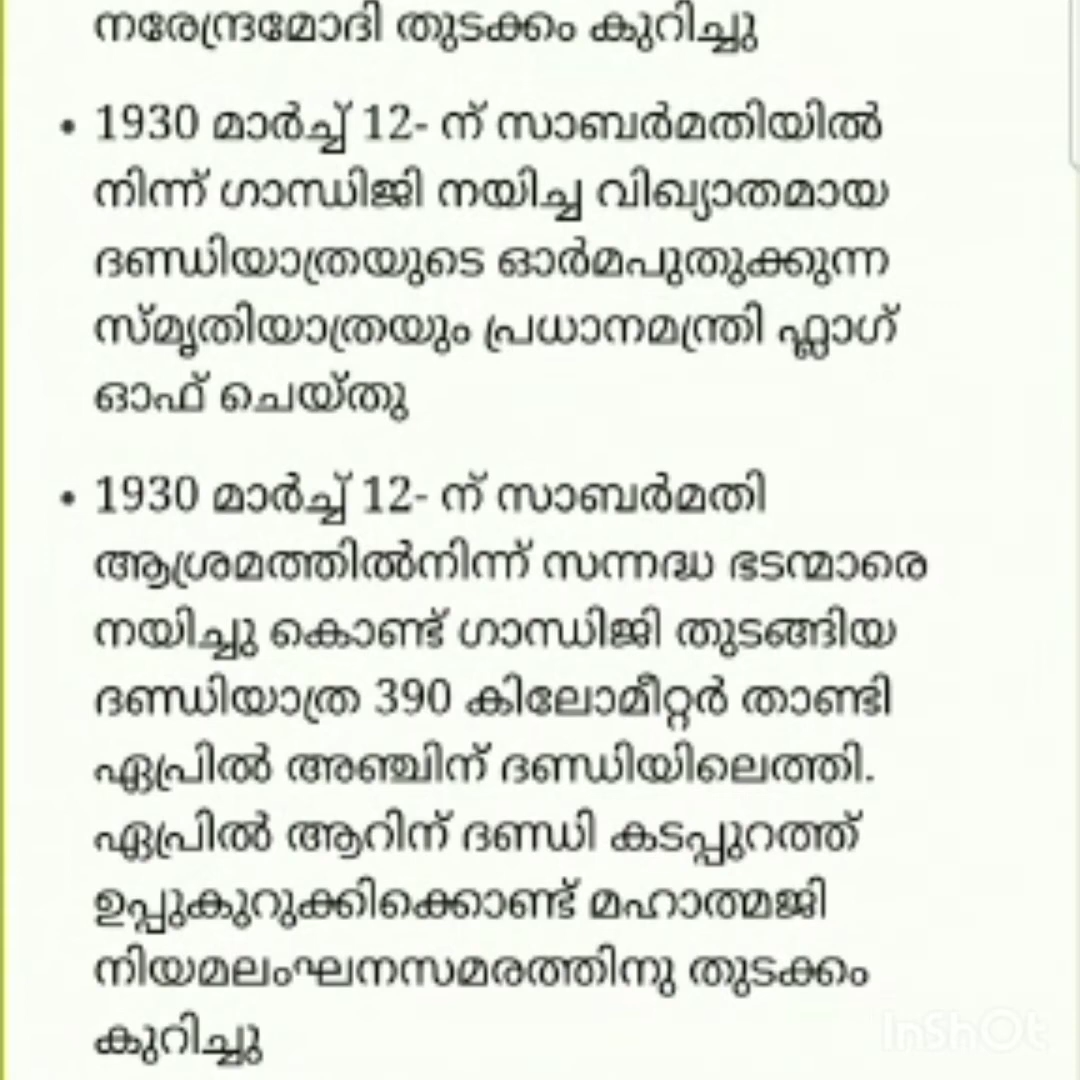 നരേന്ദ്രമോദി തുടക്കം കുറിച്ചു
• 1930 മാർച്ച് 12- ന് സാബർമതിയിൽ
നിന്ന് ഗാന്ധിജി നയിച്ച വിഖ്യാതമായ
ദണ്ഡിയാത്രയുടെ ഓർമപുതുക്കുന്ന
സ്മൃതിയാത്രയും പ്രധാനമന്ത്രി ഫ്ലാഗ്
ഓഫ് ചെയ്തു
• 1930 മാർച്ച് 12- ന് സാബർമതി
ആശ്രമത്തിൽനിന്ന് സന്നദ്ധ ഭടന്മാരെ
നയിച്ചു കൊണ്ട് ഗാന്ധിജി തുടങ്ങിയ
ദണ്ഡിയാത്ര 390 കിലോമീറ്റർ താണ്ടി
ഏപ്രിൽ അഞ്ചിന് ദണ്ഡിയിലെത്തി.
ഏപ്രിൽ ആറിന് ദണ്ഡി കടപ്പുറത്ത്
ഉപ്പുകുറുക്കിക്കൊണ്ട് മഹാത്മജി
നിയമലംഘനസമരത്തിനു തുടക്കം
കുറിച്ചു
InShOt